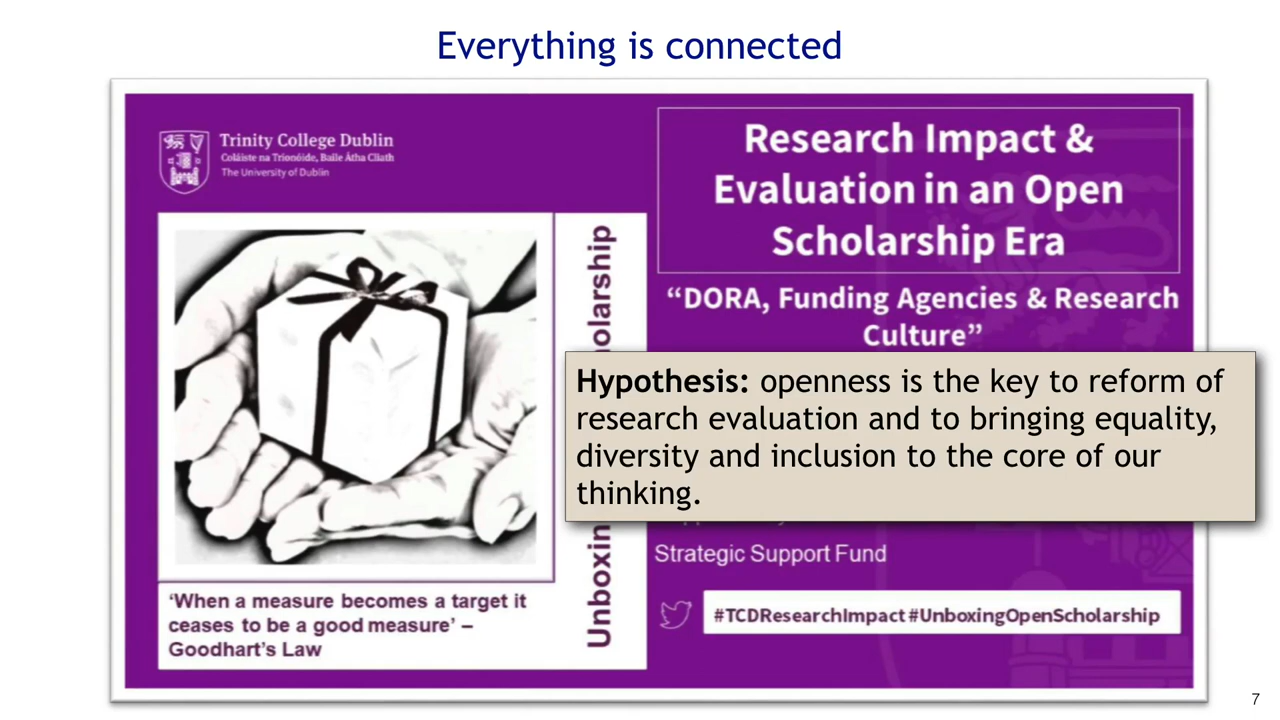 Everything is connected
Trinity College Dublin
Coláiste na Tríonóide, Baile Átha Cliath
The University of Dublin
Research Impact &
Evaluation in an Open
Scholarship Era
“DORA, Funding Agencies & Research
Culture”
Hypothesis: openness is the key to reform of
research evaluation and to bringing equality,
diversity and inclusion to the core of our
thinking.
Strategic Support Fund
#TCDResearchImpact #UnboxingOpenScholarship
‘When a measure becomes a target it
ceases to be a good measure’ –
Goodhart’s Law
7